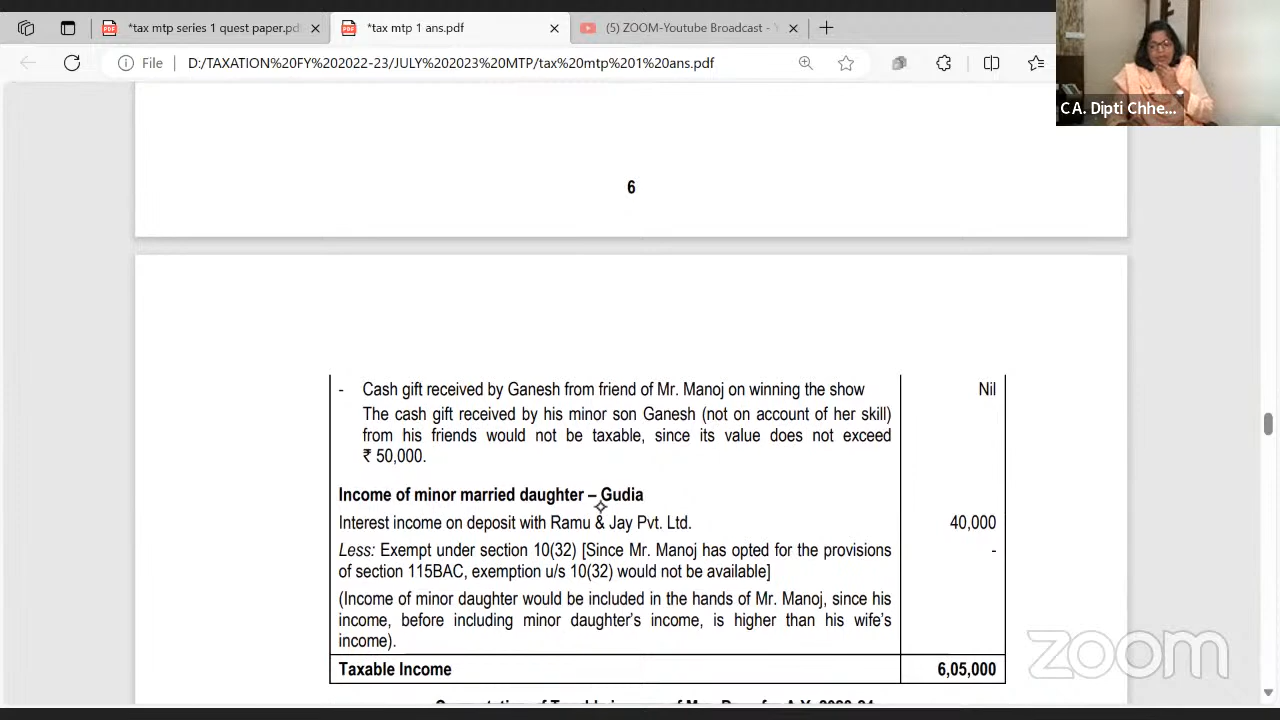 *tax mtp series 1 quest paper.pd
*tax mtp 1 ans.pdf
(5) ZOOM-Youtube Broadcast -
File
D:/TAXATION%20FY%202022-23/JULY%202023%20MTP/tax%20mtp%201%20ans.pdf
CA. Dipti Chhe...
6
- Cash gift received by Ganesh from friend of Mr. Manoj on winning the show Nil
The cash gift received by his minor son Ganesh (not on account of her skill)
from his friends would not be taxable, since its value does not exceed
₹ 50,000.
Income of minor married daughter – Gudia
Interest income on deposit with Ramu & Jay Pvt. Ltd. 40,000
Less: Exempt under section 10(32) [Since Mr. Manoj has opted for the provisions -
of section 115BAC, exemption u/s 10(32) would not be available]
(Income of minor daughter would be included in the hands of Mr. Manoj, since his
income, before including minor daughter's income, is higher than his wife's
income).
Taxable Income 6,05,000
zoom